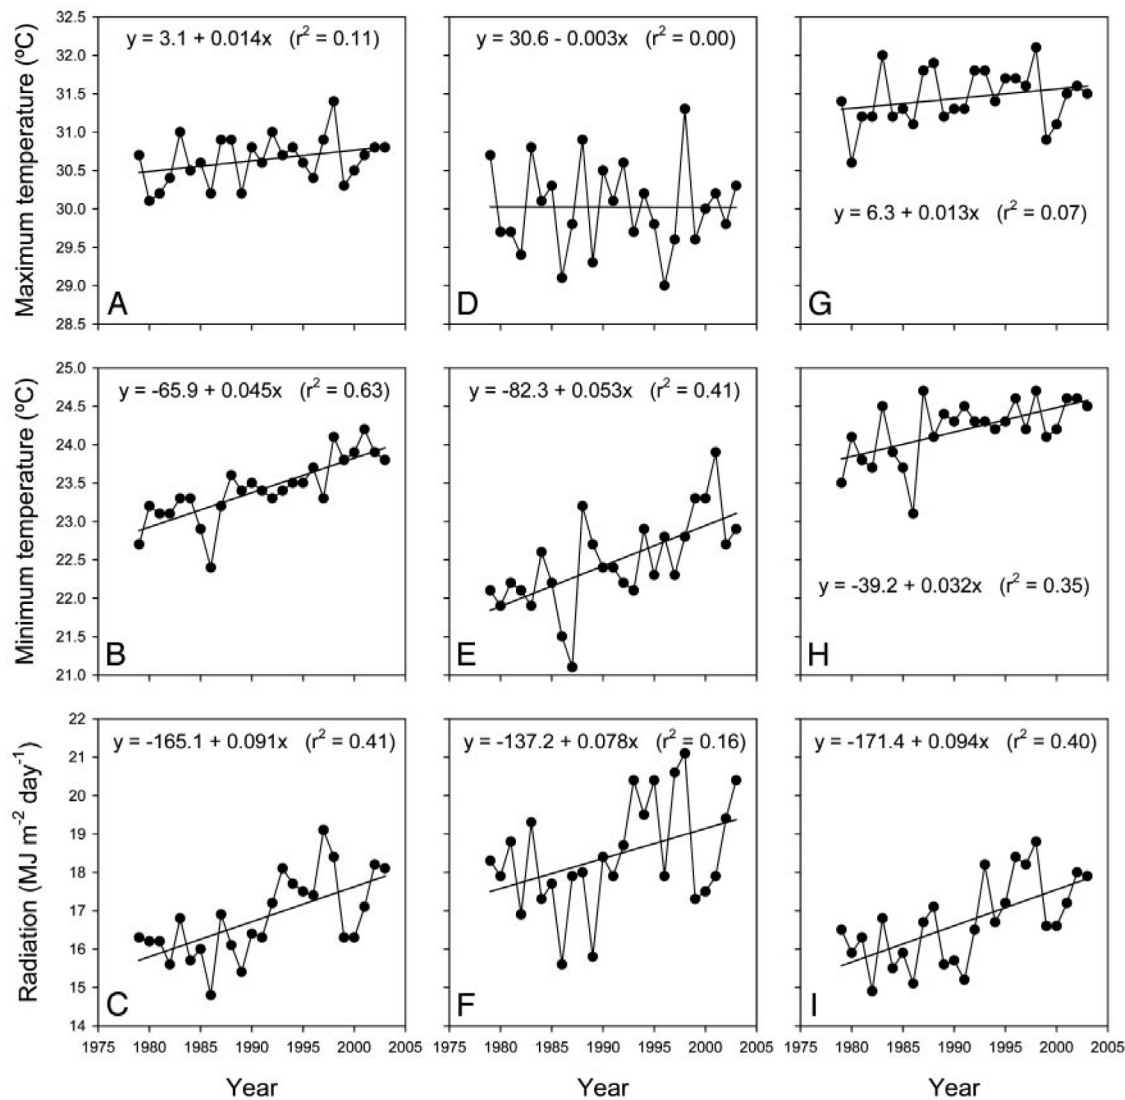 Maximum temperature (ºC)
32.5
32.0
31.5
31.0
30.5
30.0
29.5
29.0
28.5
y = 3.1 + 0.014x (r² = 0.11)
A
y = 30.6 - 0.003x (r² = 0.00)
D
y = 6.3 + 0.013x (r² = 0.07)
G
Minimum temperature (ºC)
25.0
24.5
24.0
23.5
23.0
22.5
22.0
21.5
21.0
y = -65.9 + 0.045x (r² = 0.63)
B
y = -82.3 + 0.053x (r² = 0.41)
E
y = -39.2 + 0.032x (r² = 0.35)
H
Radiation (MJ m⁻² day⁻¹)
22
21
20
19
18
17
16
15
14
y = -165.1 + 0.091x (r² = 0.41)
C
y = -137.2 + 0.078x (r² = 0.16)
F
y = -171.4 + 0.094x (r² = 0.40)
I
1975 1980 1985 1990 1995 2000 2005
1975 1980 1985 1990 1995 2000 2005
1975 1980 1985 1990 1995 2000 2005
Year
Year
Year